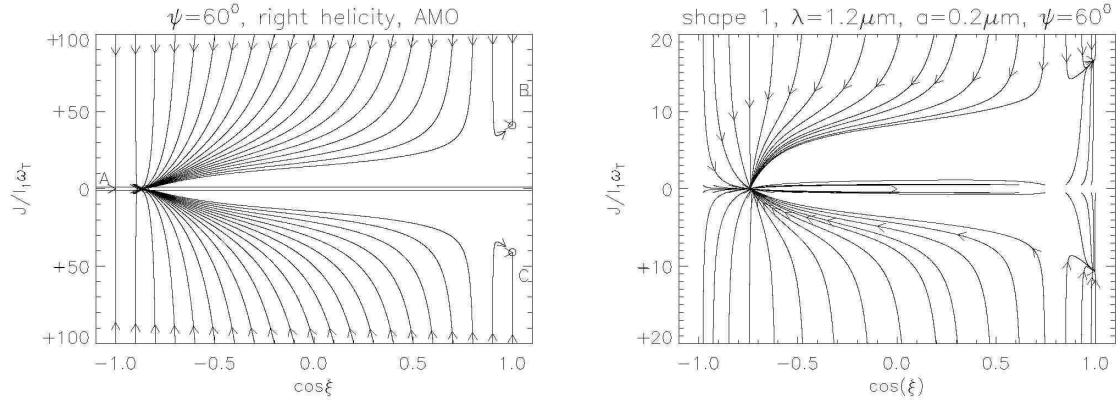 ψ=60⁰, right helicity, AMO
+100
+50
0
+50
+100
J/I₁ω_T
A
B
C
−1.0
−0.5
0.0
0.5
1.0
cosξ
shape 1, λ=1.2μm, a=0.2μm, ψ=60⁰
20
10
0
+10
+20
J/I₁ω_T
−1.0
−0.5
0.0
0.5
1.0
cos(ξ)